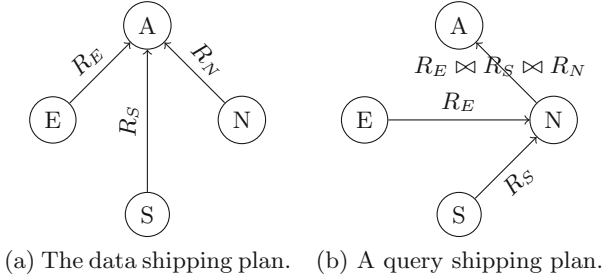 A
A
R_E
R_N
R_E ⋈ R_S ⋈ R_N
R_E
E
R_S
N
E
N
R_S
S
S
(a) The data shipping plan. (b) A query shipping plan.